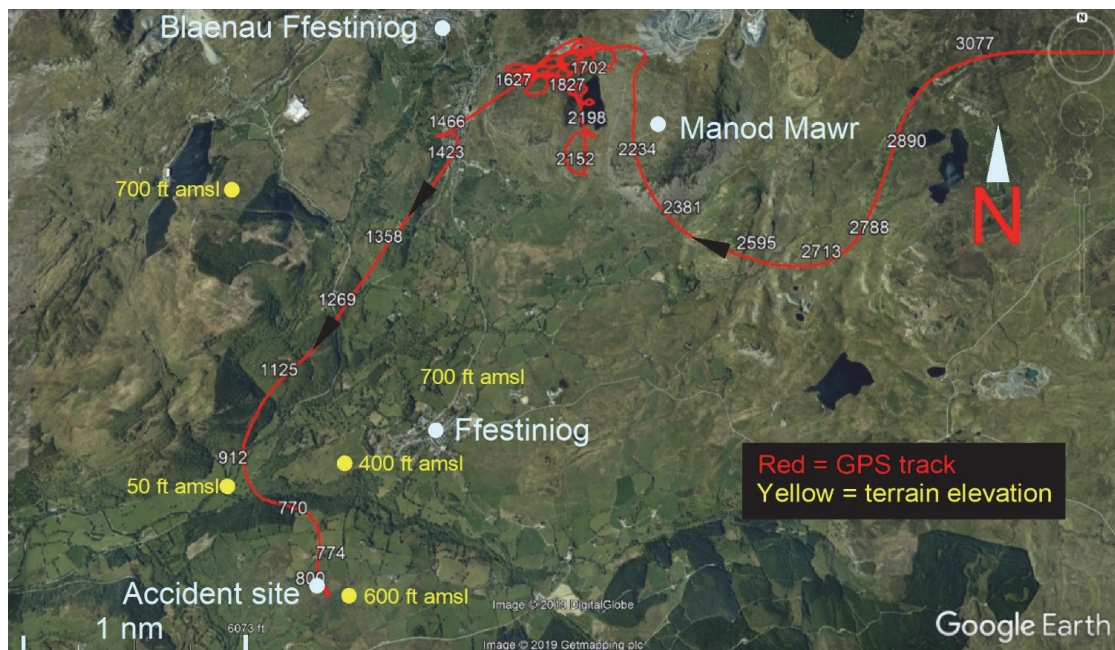 Blaenau Ffestiniog
N
3077
1702
1627
1827
1466
2198
Manod Mawr
2890
1423
2152
2234
700 ft amsl
2381
N
1358
2595
2788
2713
1269
1125
700 ft amsl
Ffestiniog
912
400 ft amsl
Red = GPS track
50 ft amsl
Yellow = terrain elevation
770
774
800
Accident site
600 ft amsl
Image © 2019 DigitalGlobe
1 nm
6073 ft
Google Earth
Image © 2019 Getmapping plc